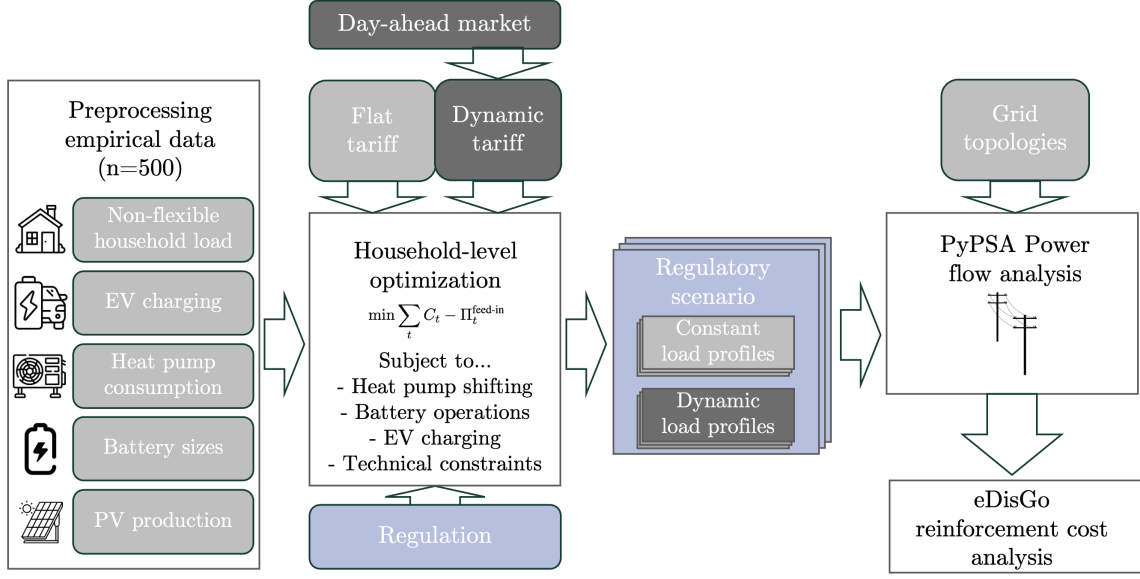 Day-ahead market
Preprocessing
empirical data
(n=500)
Non-flexible
household load
EV charging
Heat pump
consumption
Battery sizes
PV production
Flat
tariff
Dynamic
tariff
Household-level
optimization
min ∑ C_t − Π_t^feed-in
t
Subject to...
- Heat pump shifting
- Battery operations
- EV charging
- Technical constraints
Regulation
Regulatory
scenario
Constant
load profiles
Dynamic
load profiles
Grid
topologies
PyPSA Power
flow analysis
eDisGo
reinforcement cost
analysis